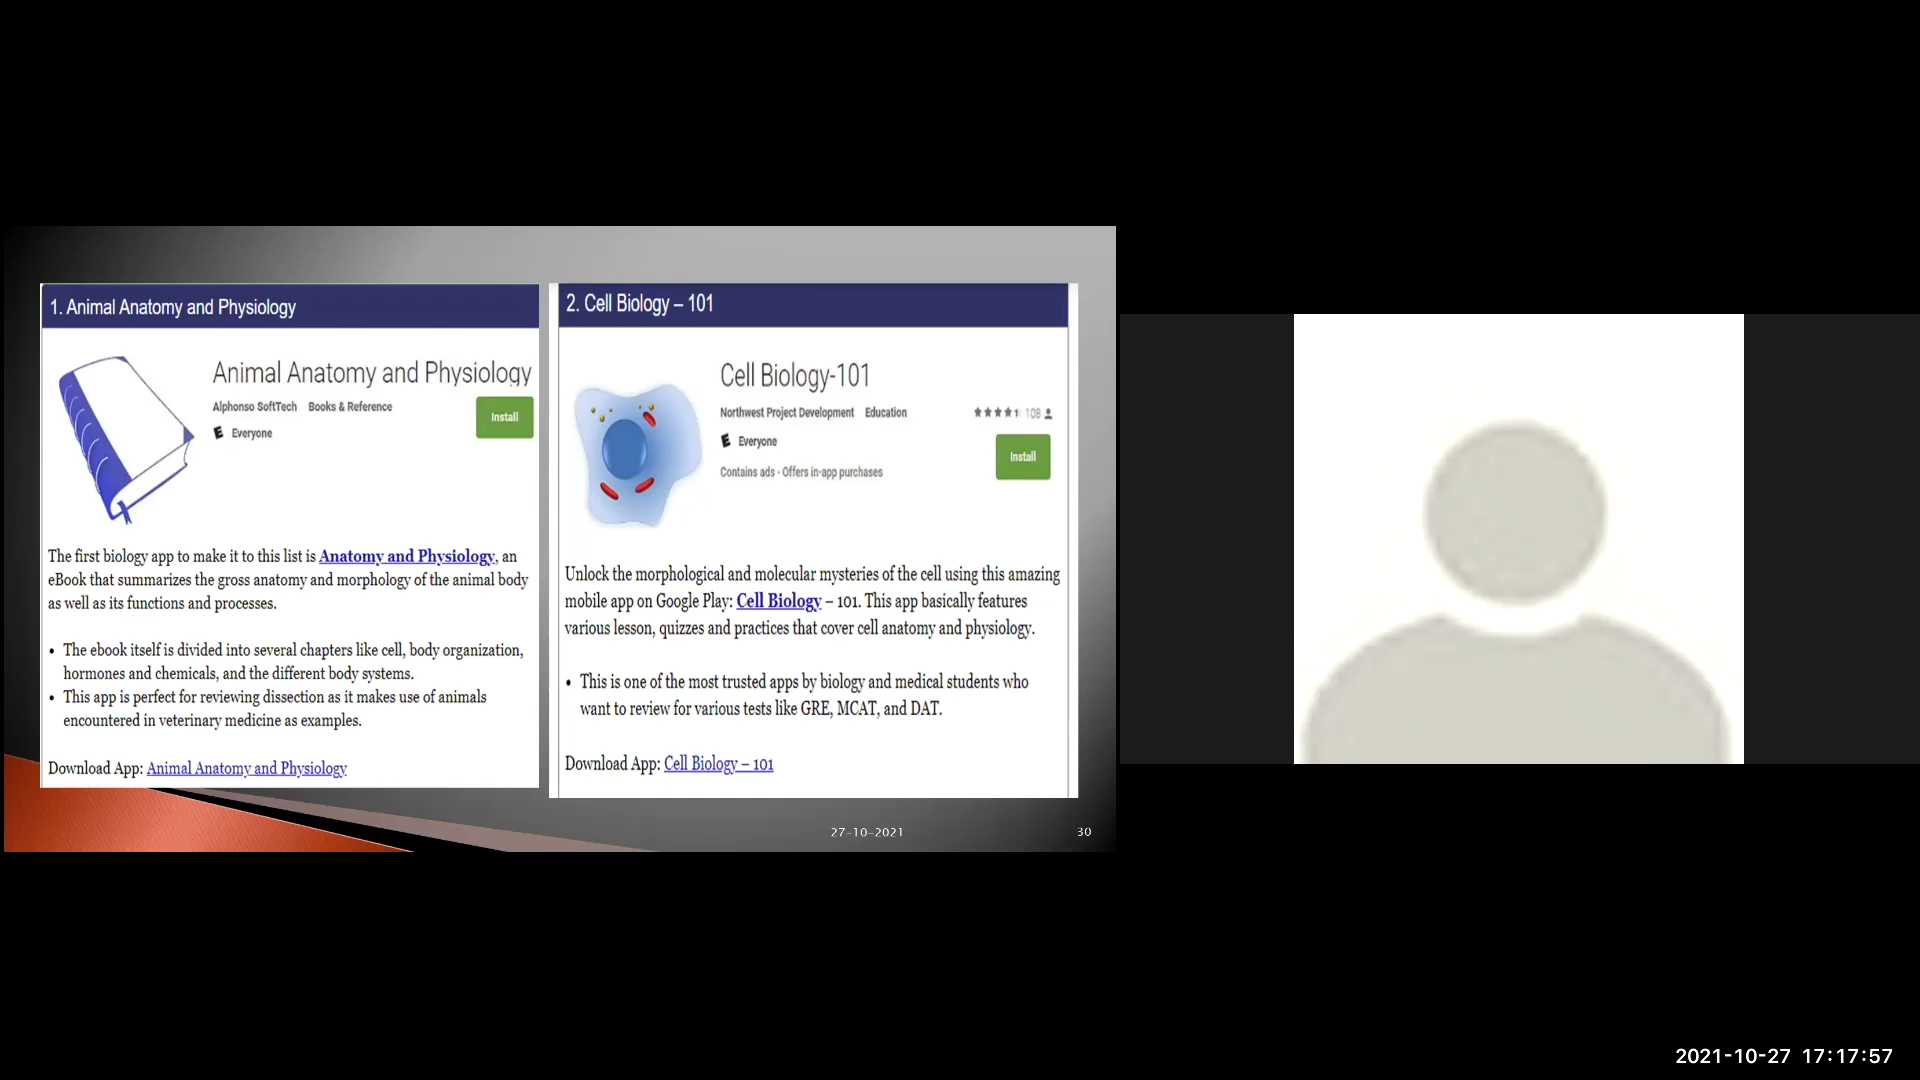 1. Animal Anatomy and Physiology
Animal Anatomy and Physiology
Alphonso SoftTech Books & Reference
Install
E Everyone
The first biology app to make it to this list is Anatomy and Physiology, an
eBook that summarizes the gross anatomy and morphology of the animal body
as well as its functions and processes.
• The ebook itself is divided into several chapters like cell, body organization,
hormones and chemicals, and the different body systems.
• This app is perfect for reviewing dissection as it makes use of animals
encountered in veterinary medicine as examples.
Download App: Animal Anatomy and Physiology
2. Cell Biology – 101
Cell Biology-101
Northwest Project Development Education
108
E Everyone
Install
Contains ads · Offers in-app purchases
Unlock the morphological and molecular mysteries of the cell using this amazing
mobile app on Google Play: Cell Biology – 101. This app basically features
various lesson, quizzes and practices that cover cell anatomy and physiology.
• This is one of the most trusted apps by biology and medical students who
want to review for various tests like GRE, MCAT, and DAT.
Download App: Cell Biology – 101
27-10-2021
30
2021-10-27 17:17:57